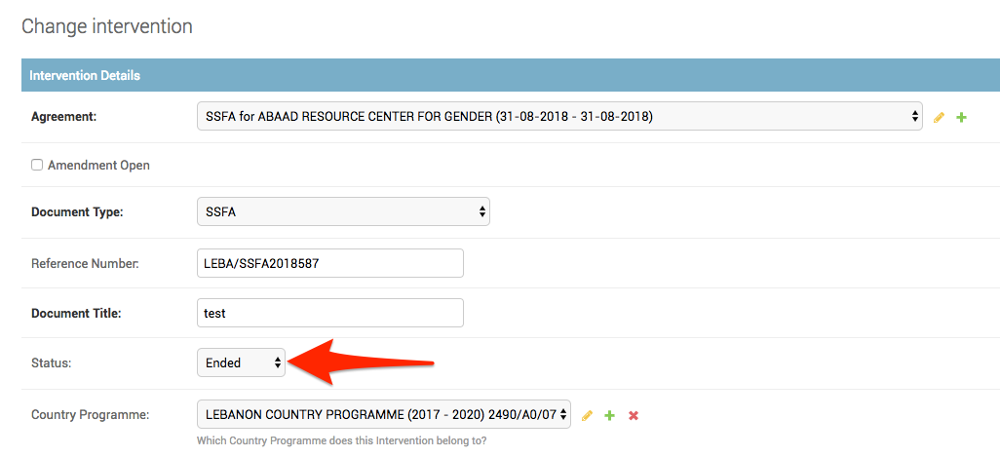 Change intervention
Intervention Details
Agreement: SSFA for ABAAD RESOURCE CENTER FOR GENDER (31-08-2018 - 31-08-2018)
Amendment Open
Document Type: SSFA
Reference Number: LEBA/SSFA2018587
Document Title: test
Status: Ended
Country Programme: LEBANON COUNTRY PROGRAMME (2017 - 2020) 2490/A0/07
Which Country Programme does this Intervention belong to?